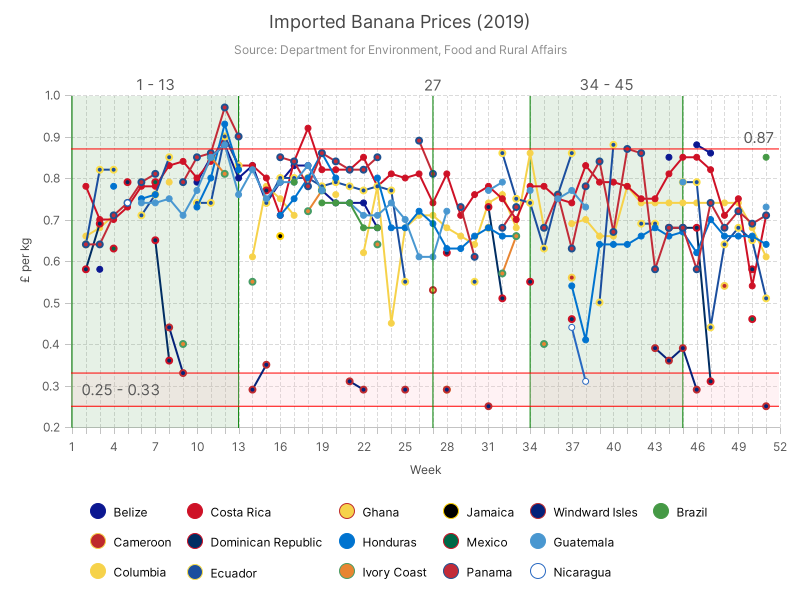 Imported Banana Prices (2019)
Source: Department for Environment, Food and Rural Affairs
1 - 13 27 34 - 45
1.0
0.9
0.87
0.8
0.7
0.6
£ per kg
0.5
0.4
0.3
0.25 - 0.33
0.2
1 4 7 10 13 16 19 22 25 28 31 34 37 40 43 46 49 52
Week
Belize Costa Rica Ghana Jamaica Windward Isles Brazil
Cameroon Dominican Republic Honduras Mexico Guatemala
Columbia Ecuador Ivory Coast Panama Nicaragua